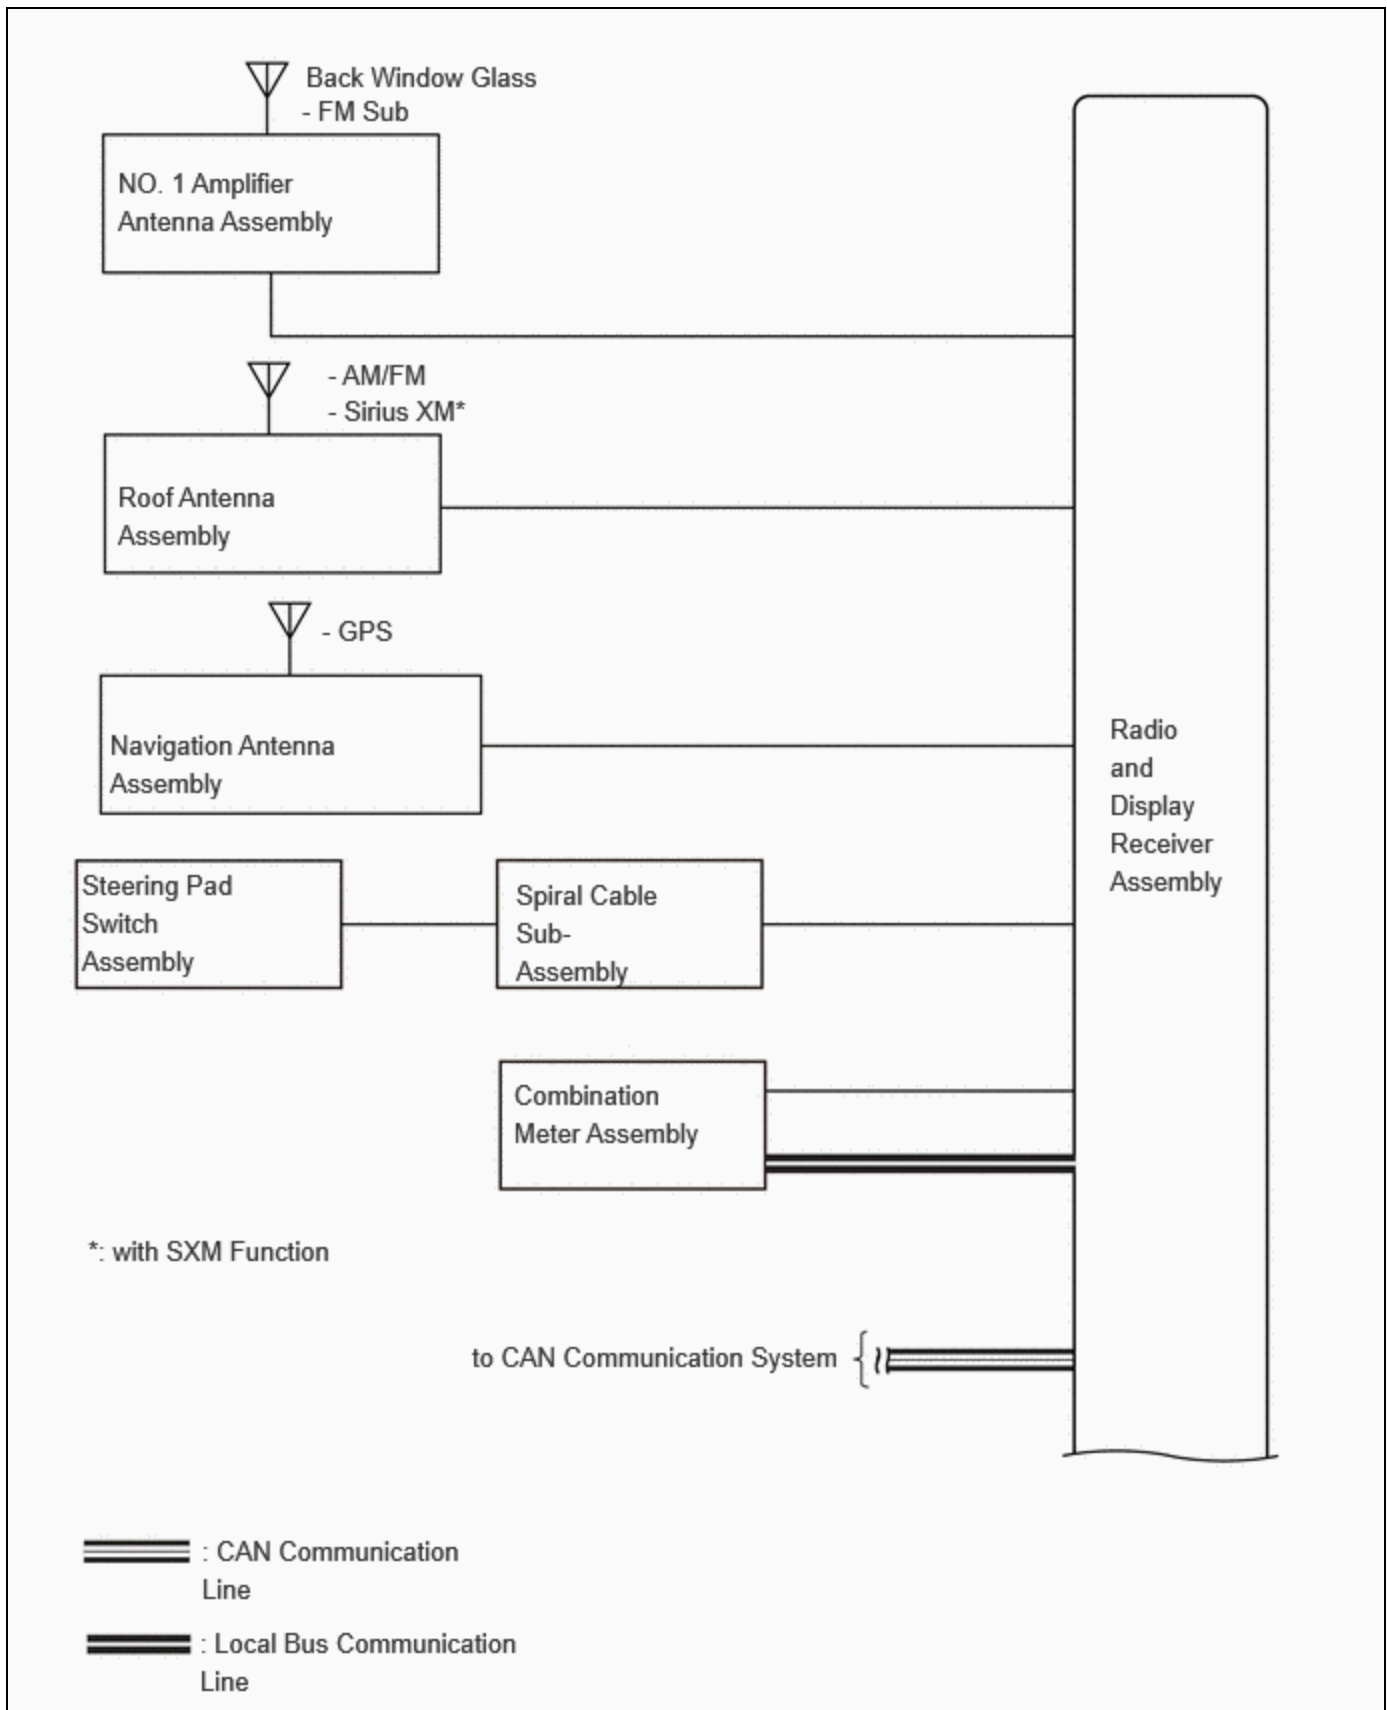 Back Window Glass
- FM Sub
NO. 1 Amplifier
Antenna Assembly
- AM/FM
- Sirius XM*
Roof Antenna
Assembly
- GPS
Navigation Antenna
Assembly
Radio
and
Display
Receiver
Assembly
Steering Pad
Switch
Assembly
Spiral Cable
Sub-
Assembly
Combination
Meter Assembly
*: with SXM Function
to CAN Communication System
: CAN Communication
Line
: Local Bus Communication
Line